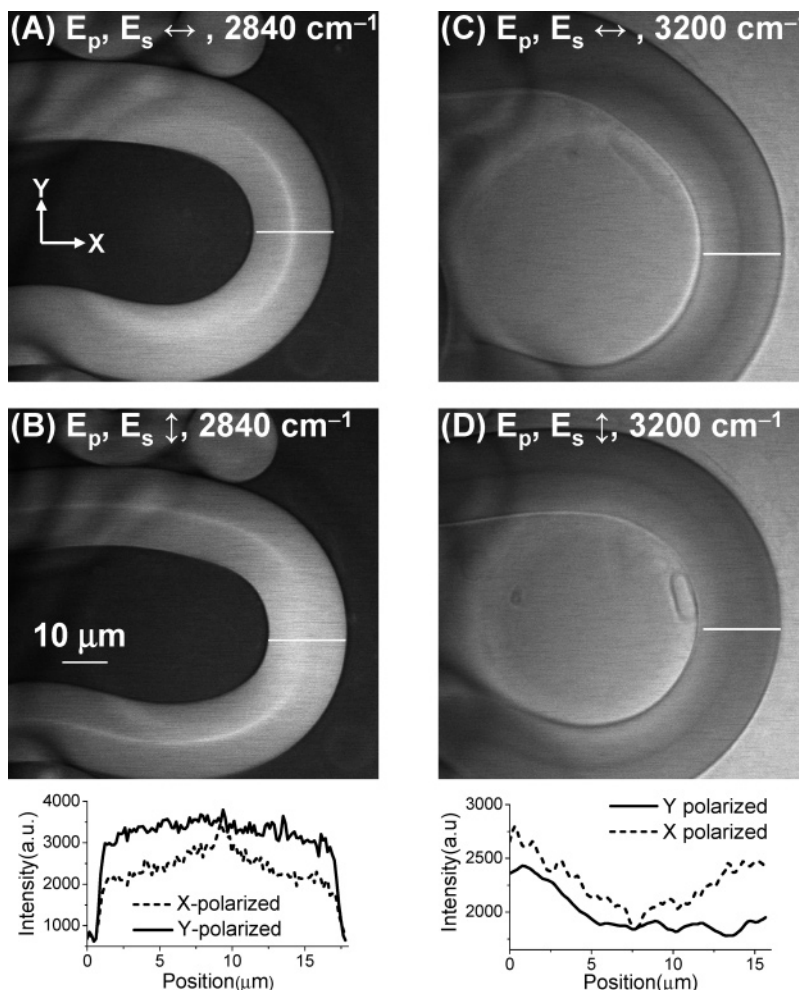 (A) Ep, Es ↔ , 2840 cm–1
Y
X
(B) Ep, Es ↕, 2840 cm–1
10 μm
4000
3000
2000
1000
X-polarized
Y-polarized
Intensity(a.u.)
0 5 10 15
Position(μm)
(C) Ep, Es ↔ , 3200 cm–
(D) Ep, Es ↕, 3200 cm–1
3000
2500
2000
Y polarized
X polarized
Intensity(a.u)
0 5 10 15
Position(μm)